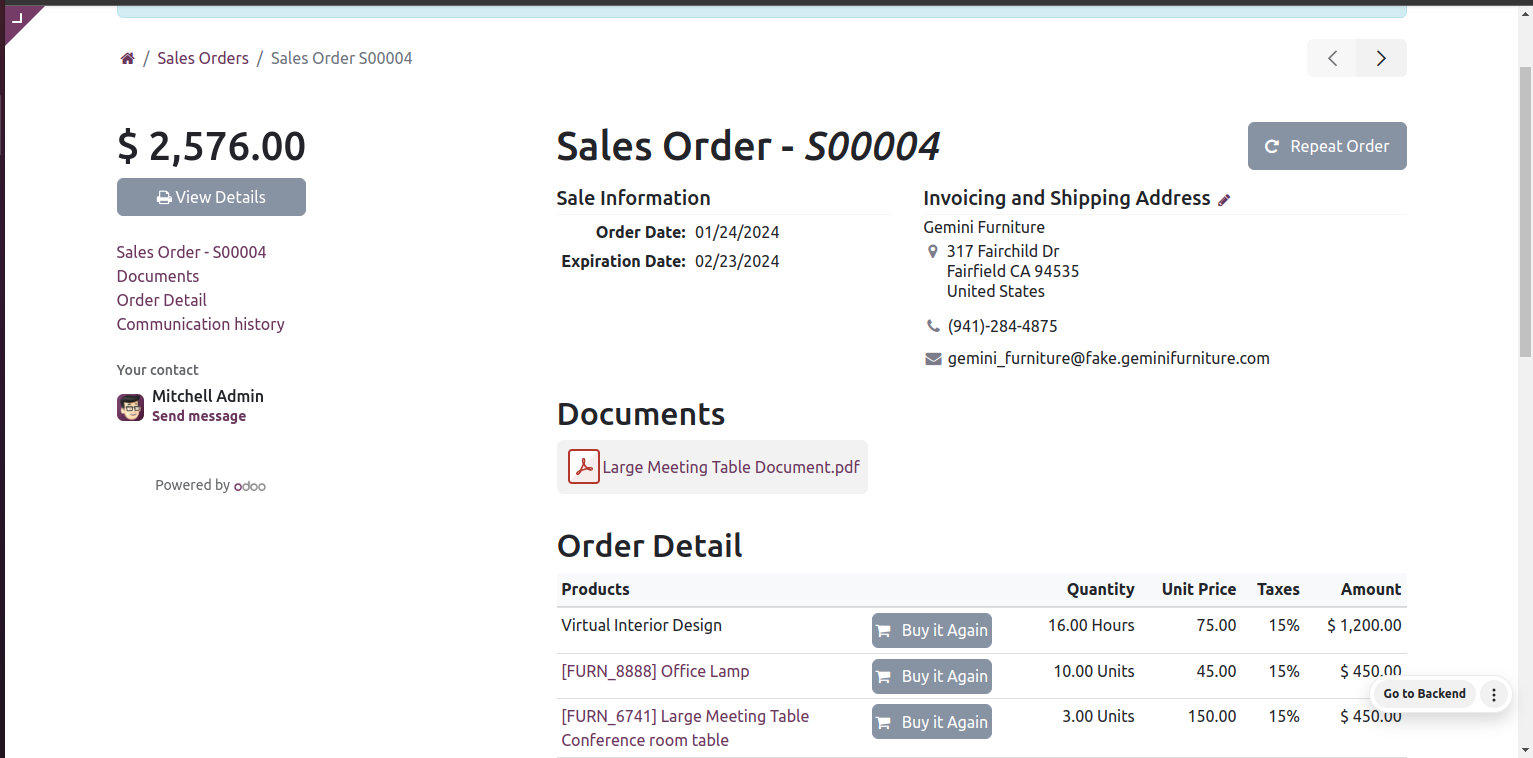 / Sales Orders / Sales Order S00004
$ 2,576.00
View Details
Sales Order - S00004
Documents
Order Detail
Communication history
Your contact
Mitchell Admin
Send message
Powered by odoo
Sales Order - S00004
Repeat Order
Sale Information
Order Date: 01/24/2024
Expiration Date: 02/23/2024
Invoicing and Shipping Address
Gemini Furniture
317 Fairchild Dr
Fairfield CA 94535
United States
(941)-284-4875
gemini_furniture@fake.geminifurniture.com
Documents
Large Meeting Table Document.pdf
Order Detail
Products Quantity Unit Price Taxes Amount
Virtual Interior Design Buy it Again 16.00 Hours 75.00 15% $ 1,200.00
[FURN_8888] Office Lamp Buy it Again 10.00 Units 45.00 15% $ 450.00
Go to Backend
[FURN_6741] Large Meeting Table Buy it Again 3.00 Units 150.00 15% $ 450.00
Conference room table